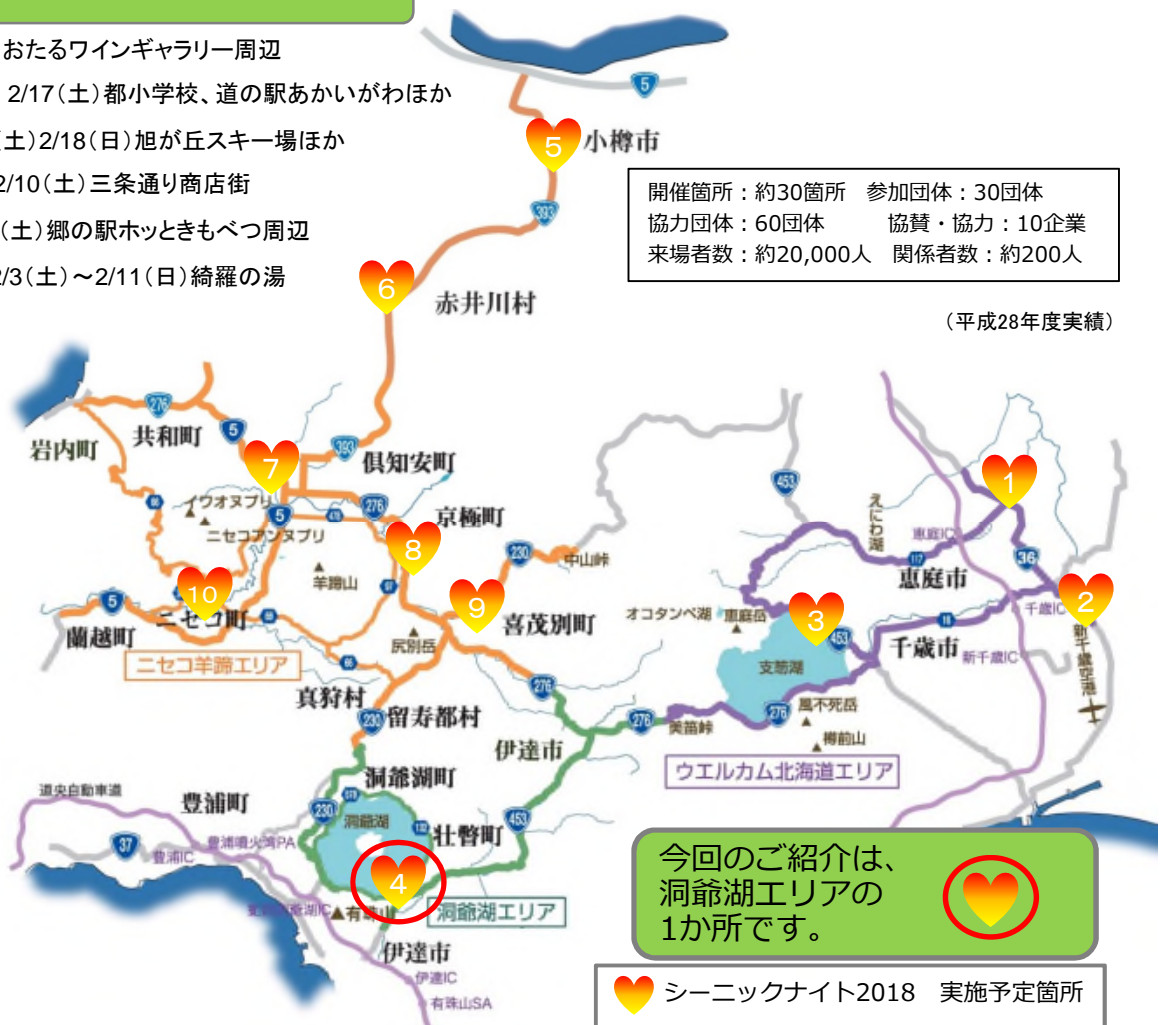 おたるワインギャラリー周辺
2/17(土)都小学校、道の駅あかいがわほか
(土)2/18(日)旭が丘スキー場ほか
2/10(土)三条通り商店街
(土)郷の駅ホッときもべつ周辺
2/3(土)～2/11(日)綺羅の湯
5
5
小樽市
393
開催箇所：約30箇所　参加団体：30団体
協力団体：60団体　協賛・協力：10企業
来場者数：約20,000人　関係者数：約200人
(平成28年度実績)
6
赤井川村
276
共和町
5
岩内町
7
393
倶知安町
イワオヌプリ
5
276
京極町
ニセコアンヌプリ
478
8
230
中山峠
羊蹄山
97
10
66
9
喜茂別町
5
ニセコ町
蘭越町
尻別岳
ニセコ羊蹄エリア
66
真狩村
276
230
留寿都村
伊達市
276
美笛峠
453
えにわ湖
恵庭IC
1
117
36
恵庭市
2
千歳IC
オコタンペ湖
恵庭岳
3
453
16
千歳市
新千歳IC
新千歳空港
支笏湖
276
風不死岳
樽前山
ウエルカム北海道エリア
洞爺湖町
道央自動車道
豊浦町
230
578
洞爺湖
132
壮瞥町
453
37
豊浦IC
豊浦噴火湾PA
4
有珠山
洞爺湖エリア
伊達市
伊達IC
有珠山SA
今回のご紹介は、
洞爺湖エリアの
1か所です。
シーニックナイト2018　実施予定箇所